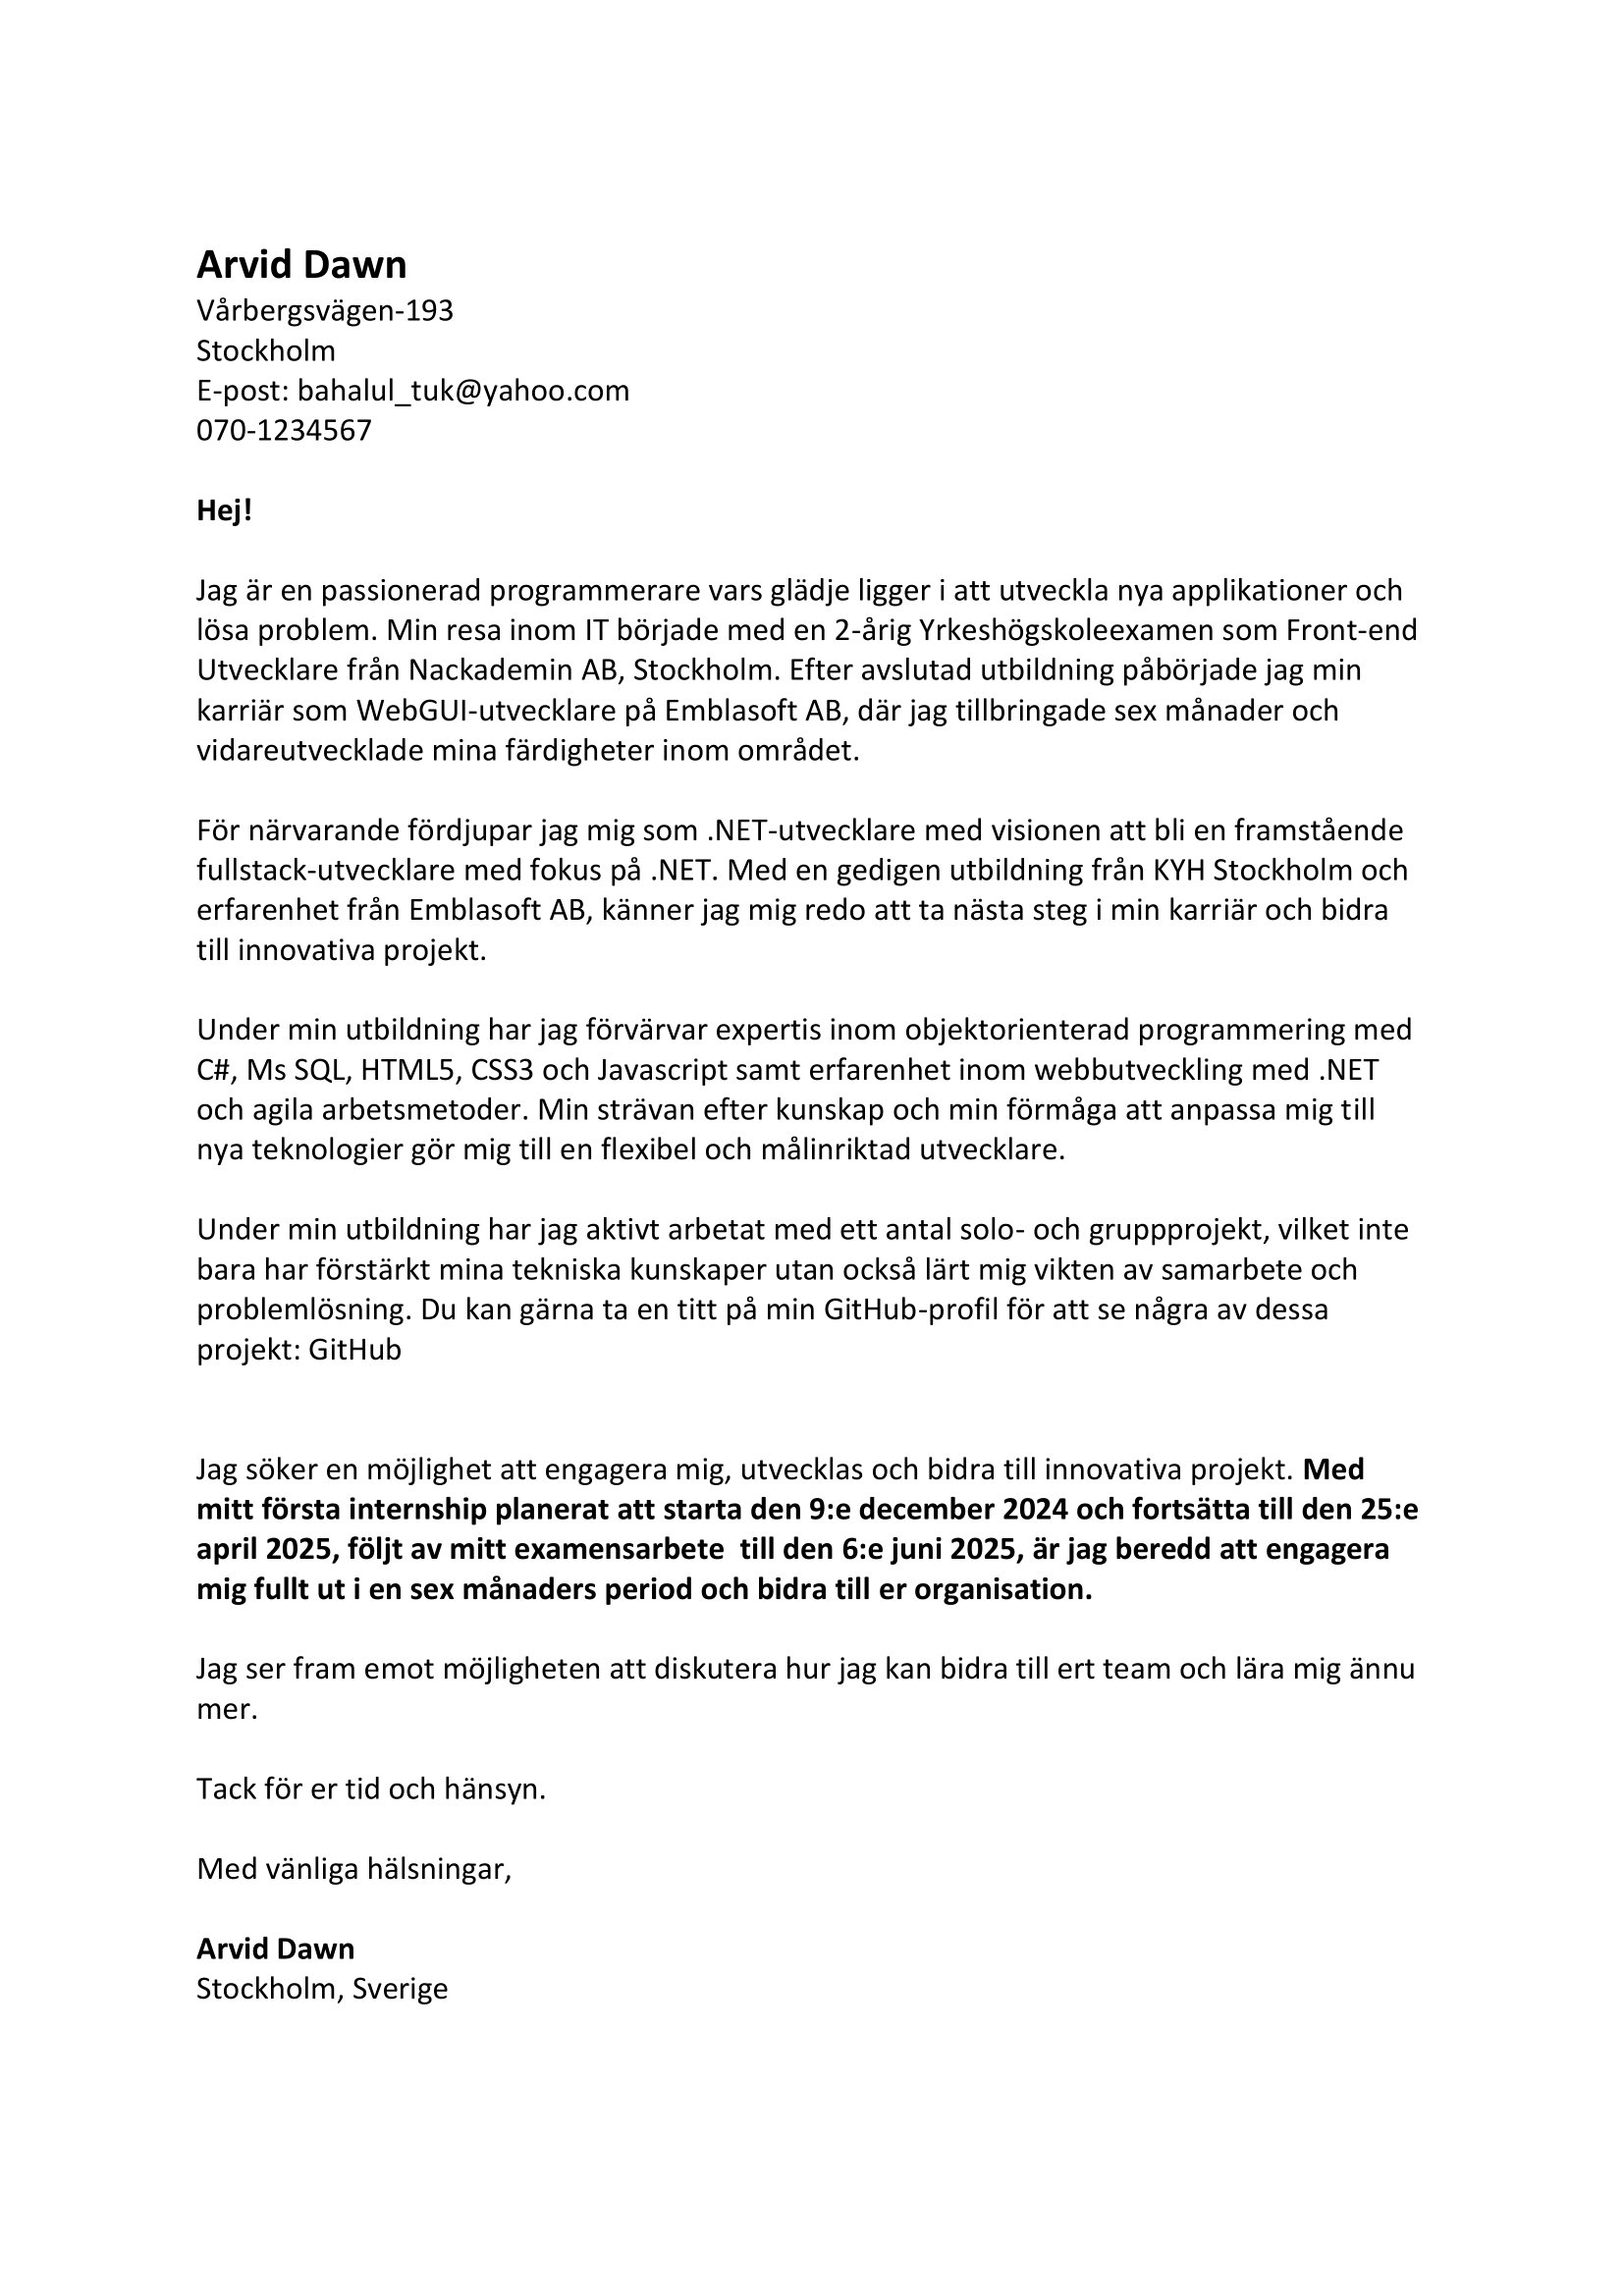 Arvid Dawn
Vårbergsvägen-193
Stockholm
E-post: bahalul_tuk@yahoo.com
070-1234567
Hej!
Jag är en passionerad programmerare vars glädje ligger i att utveckla nya applikationer och
lösa problem. Min resa inom IT började med en 2-årig Yrkeshögskoleexamen som Front-end
Utvecklare från Nackademin AB, Stockholm. Efter avslutad utbildning påbörjade jag min
karriär som WebGUI-utvecklare på Emblasoft AB, där jag tillbringade sex månader och
vidareutvecklade mina färdigheter inom området.
För närvarande fördjupar jag mig som .NET-utvecklare med visionen att bli en framstående
fullstack-utvecklare med fokus på .NET. Med en gedigen utbildning från KYH Stockholm och
erfarenhet från Emblasoft AB, känner jag mig redo att ta nästa steg i min karriär och bidra
till innovativa projekt.
Under min utbildning har jag förvärvar expertis inom objektorienterad programmering med
C#, Ms SQL, HTML5, CSS3 och Javascript samt erfarenhet inom webbutveckling med .NET
och agila arbetsmetoder. Min strävan efter kunskap och min förmåga att anpassa mig till
nya teknologier gör mig till en flexibel och målinriktad utvecklare.
Under min utbildning har jag aktivt arbetat med ett antal solo- och gruppprojekt, vilket inte
bara har förstärkt mina tekniska kunskaper utan också lärt mig vikten av samarbete och
problemlösning. Du kan gärna ta en titt på min GitHub-profil för att se några av dessa
projekt: GitHub
Jag söker en möjlighet att engagera mig, utvecklas och bidra till innovativa projekt. Med
mitt första internship planerat att starta den 9:e december 2024 och fortsätta till den 25:e
april 2025, följt av mitt examensarbete  till den 6:e juni 2025, är jag beredd att engagera
mig fullt ut i en sex månaders period och bidra till er organisation.
Jag ser fram emot möjligheten att diskutera hur jag kan bidra till ert team och lära mig ännu
mer.
Tack för er tid och hänsyn.
Med vänliga hälsningar,
Arvid Dawn
Stockholm, Sverige